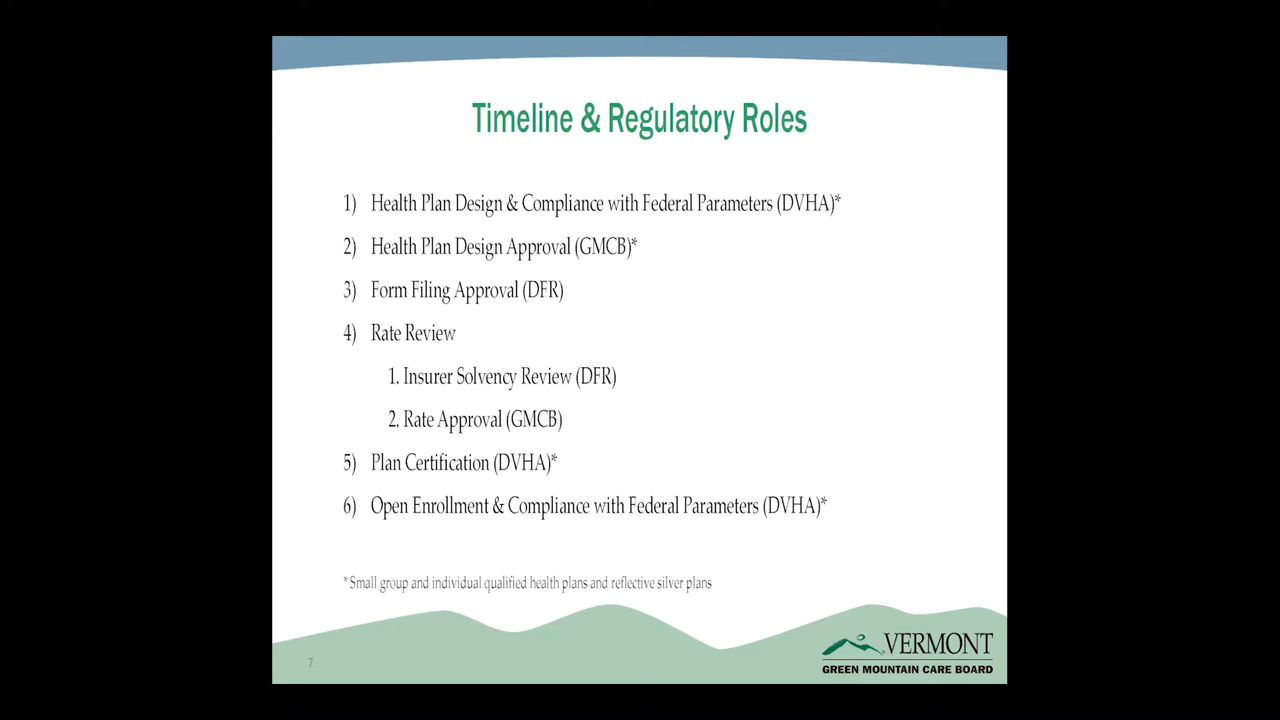 Timeline & Regulatory Roles
1) Health Plan Design & Compliance with Federal Parameters (DVHA)*
2) Health Plan Design Approval (GMCB)*
3) Form Filing Approval (DFR)
4) Rate Review
1. Insurer Solvency Review (DFR)
2. Rate Approval (GMCB)
5) Plan Certification (DVHA)*
6) Open Enrollment & Compliance with Federal Parameters (DVHA)*
* Small group and individual qualified health plans and reflective silver plans
7
VERMONT
GREEN MOUNTAIN CARE BOARD